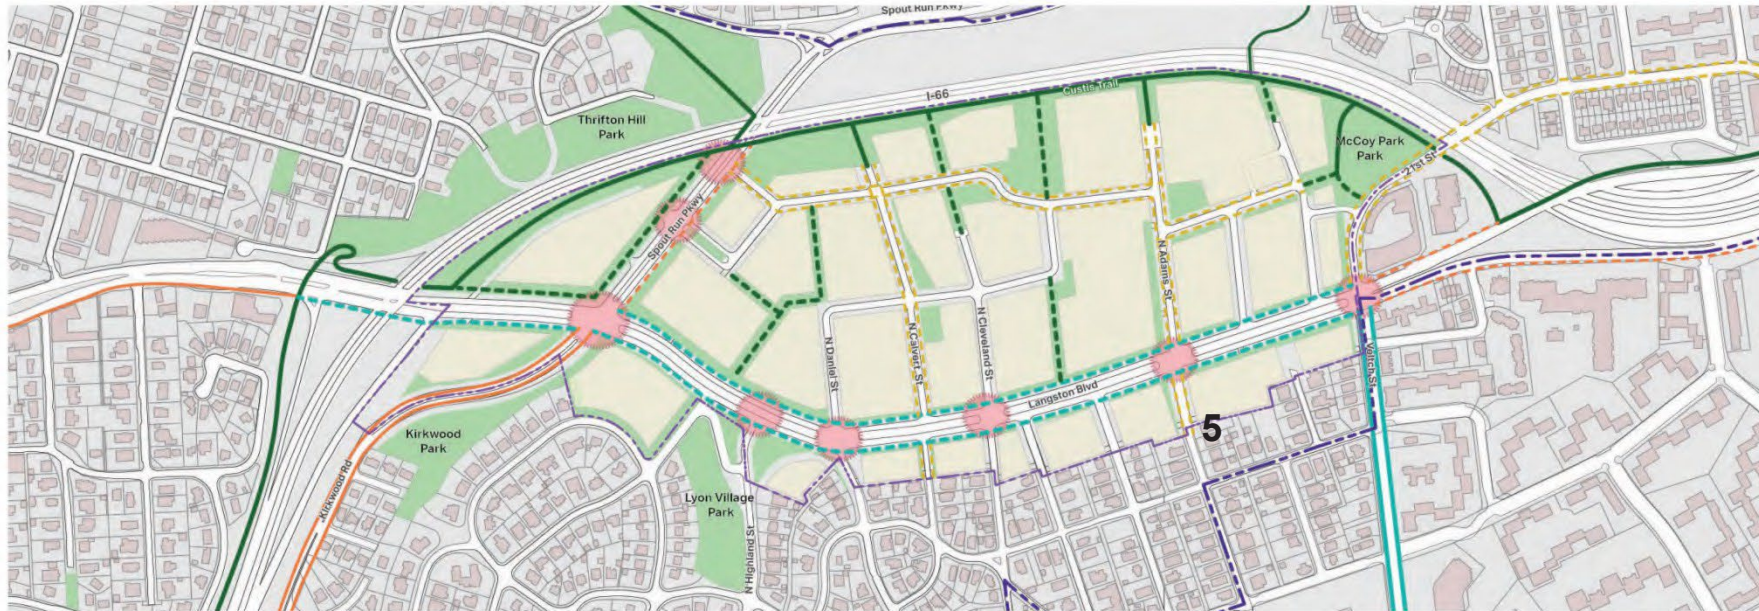 Spout Run Pkwy
I-66
Custis Trail
Thrifton Hill
Park
McCoy Park
Park
21st St
Spout Run Pkwy
N Adams St
N Daniel St
N Calvert St
N Cleveland St
Veitch St
Langston Blvd
5
Kirkwood
Park
Kirkwood Rd
Lyon Village
Park
N Highland St